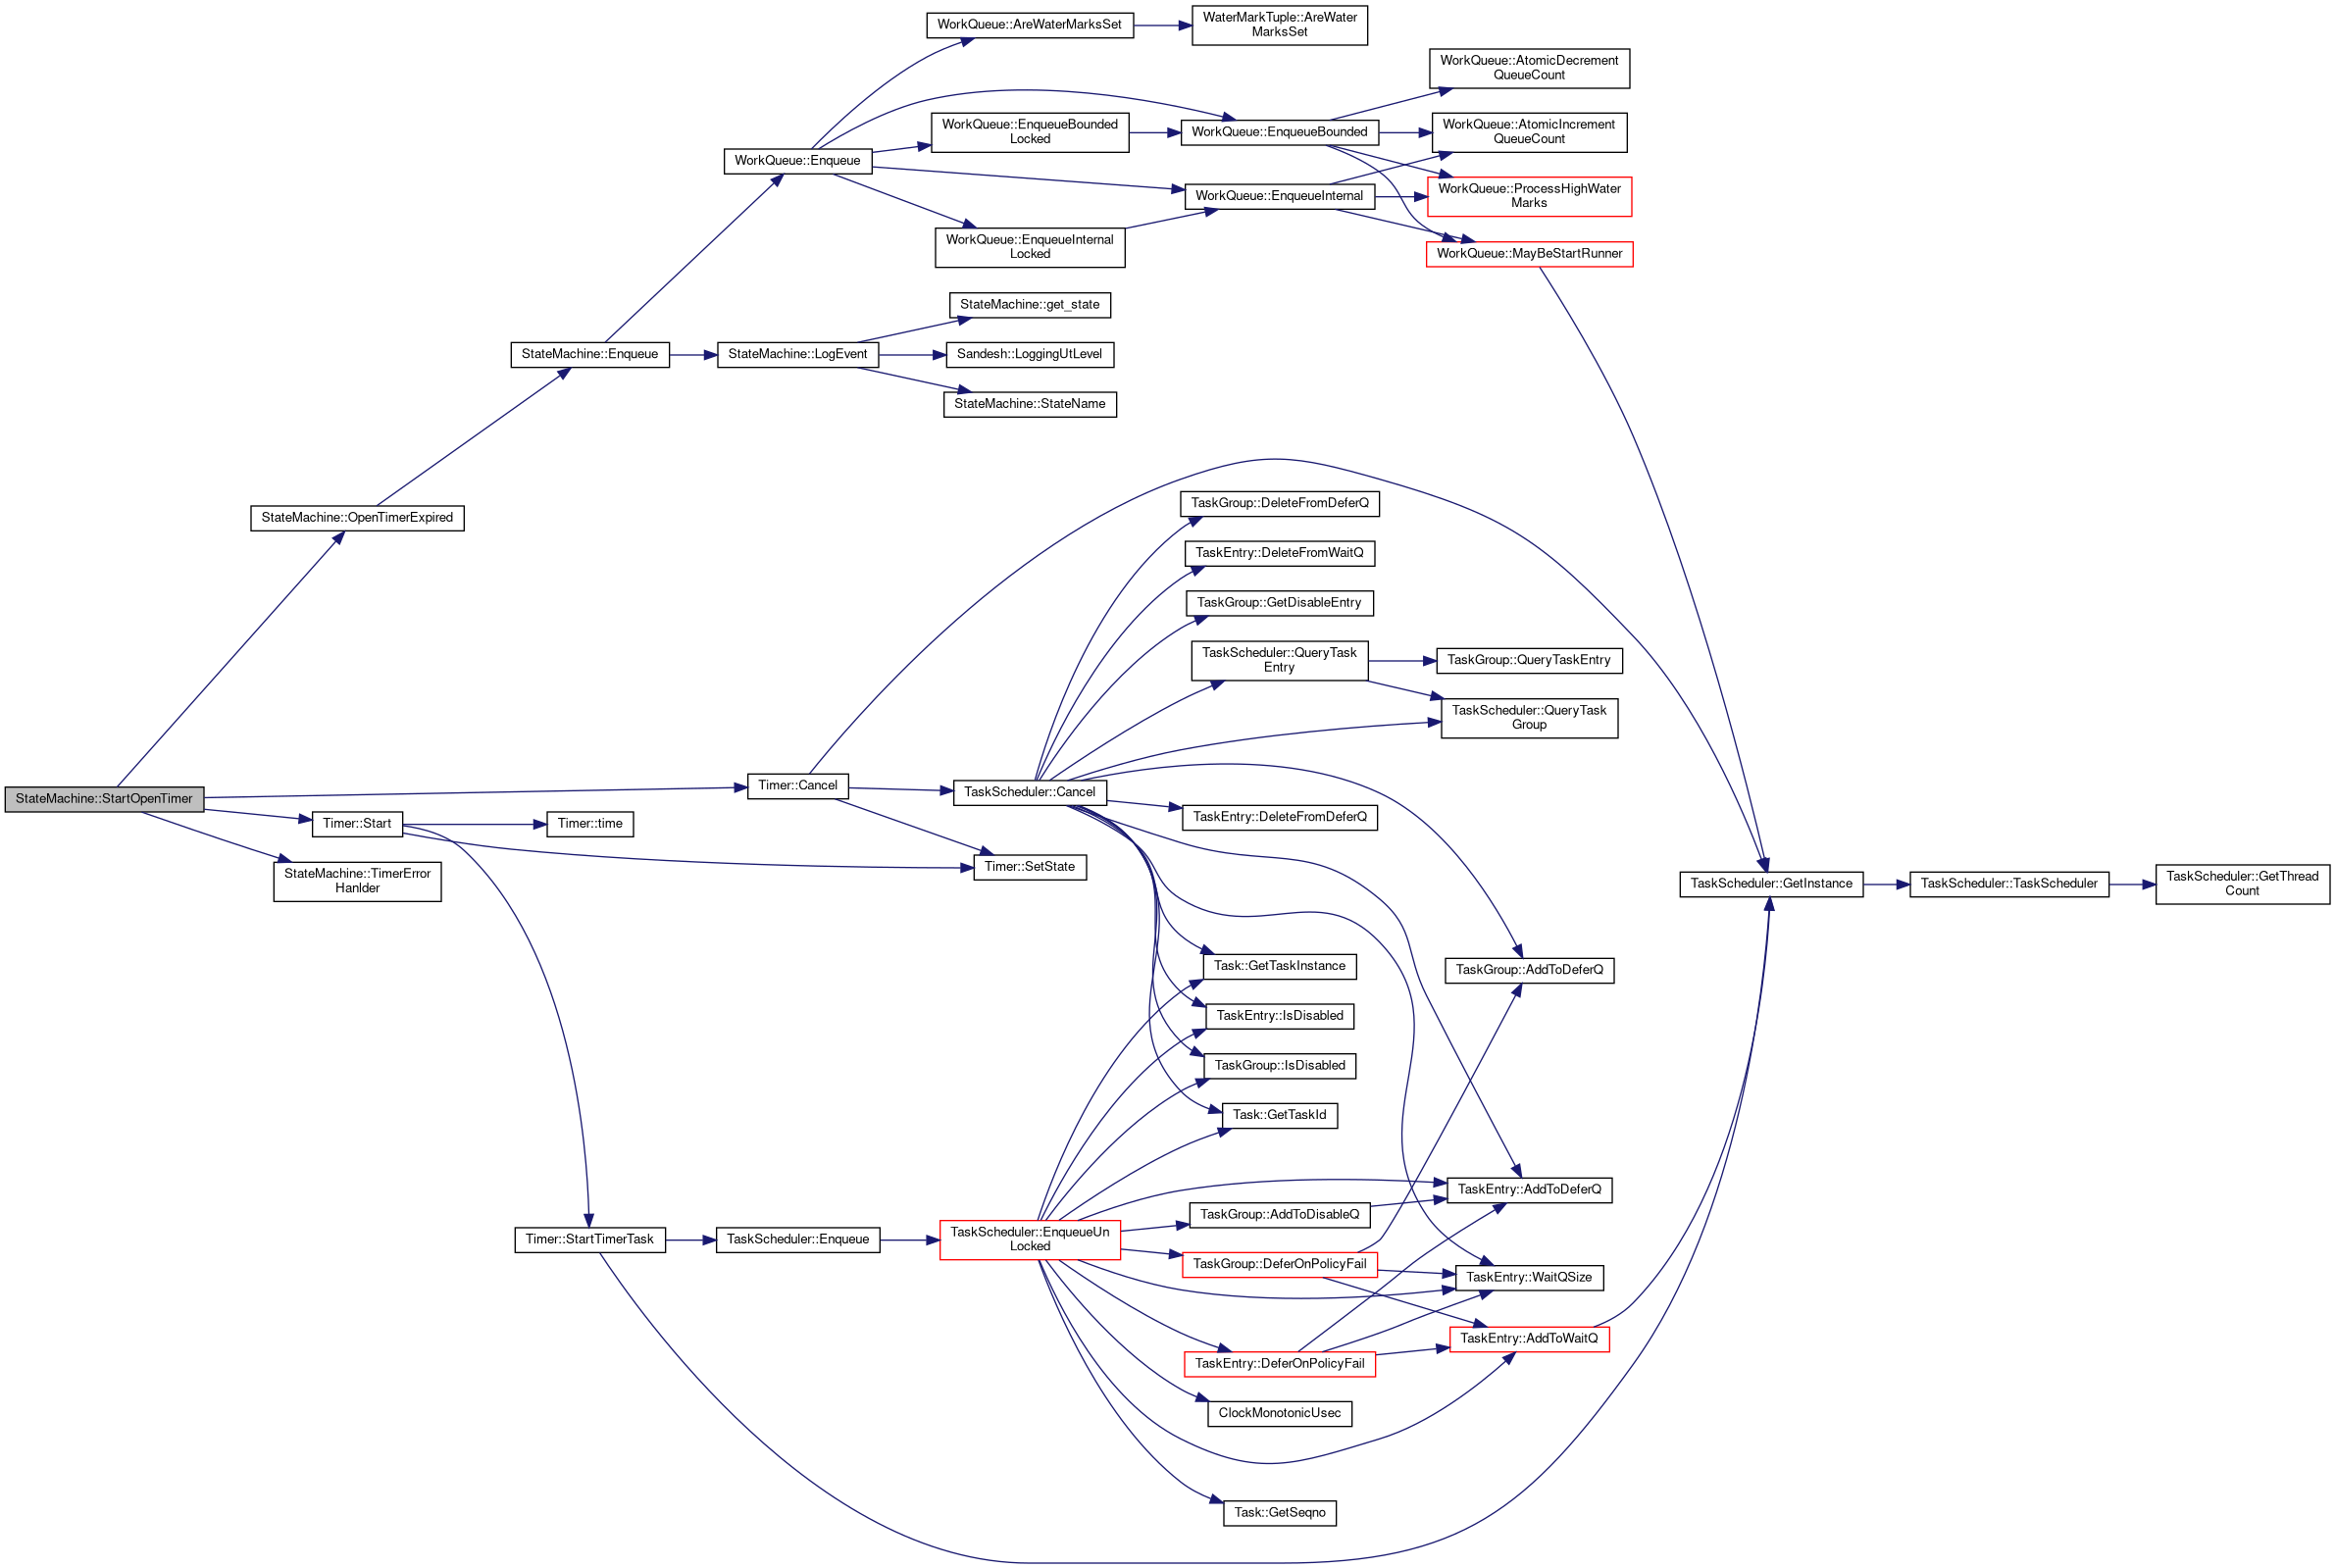 WorkQueue::AreWaterMarksSet
WaterMarkTuple::AreWater
MarksSet
WorkQueue::AtomicDecrement
QueueCount
WorkQueue::EnqueueBounded
Locked
WorkQueue::EnqueueBounded
WorkQueue::AtomicIncrement
QueueCount
WorkQueue::Enqueue
WorkQueue::EnqueueInternal
WorkQueue::ProcessHighWater
Marks
WorkQueue::EnqueueInternal
Locked
WorkQueue::MayBeStartRunner
StateMachine::get_state
StateMachine::Enqueue
StateMachine::LogEvent
Sandesh::LoggingUtLevel
StateMachine::StateName
TaskGroup::DeleteFromDeferQ
StateMachine::OpenTimerExpired
TaskEntry::DeleteFromWaitQ
TaskGroup::GetDisableEntry
TaskScheduler::QueryTask
Entry
TaskGroup::QueryTaskEntry
TaskScheduler::QueryTask
Group
StateMachine::StartOpenTimer
Timer::Cancel
TaskScheduler::Cancel
TaskEntry::DeleteFromDeferQ
Timer::Start
Timer::time
StateMachine::TimerError
Hanlder
Timer::SetState
TaskScheduler::GetInstance
TaskScheduler::TaskScheduler
TaskScheduler::GetThread
Count
Task::GetTaskInstance
TaskGroup::AddToDeferQ
TaskEntry::IsDisabled
TaskGroup::IsDisabled
Task::GetTaskId
TaskEntry::AddToDeferQ
TaskGroup::AddToDisableQ
Timer::StartTimerTask
TaskScheduler::Enqueue
TaskScheduler::EnqueueUn
Locked
TaskGroup::DeferOnPolicyFail
TaskEntry::WaitQSize
TaskEntry::AddToWaitQ
TaskEntry::DeferOnPolicyFail
ClockMonotonicUsec
Task::GetSeqno